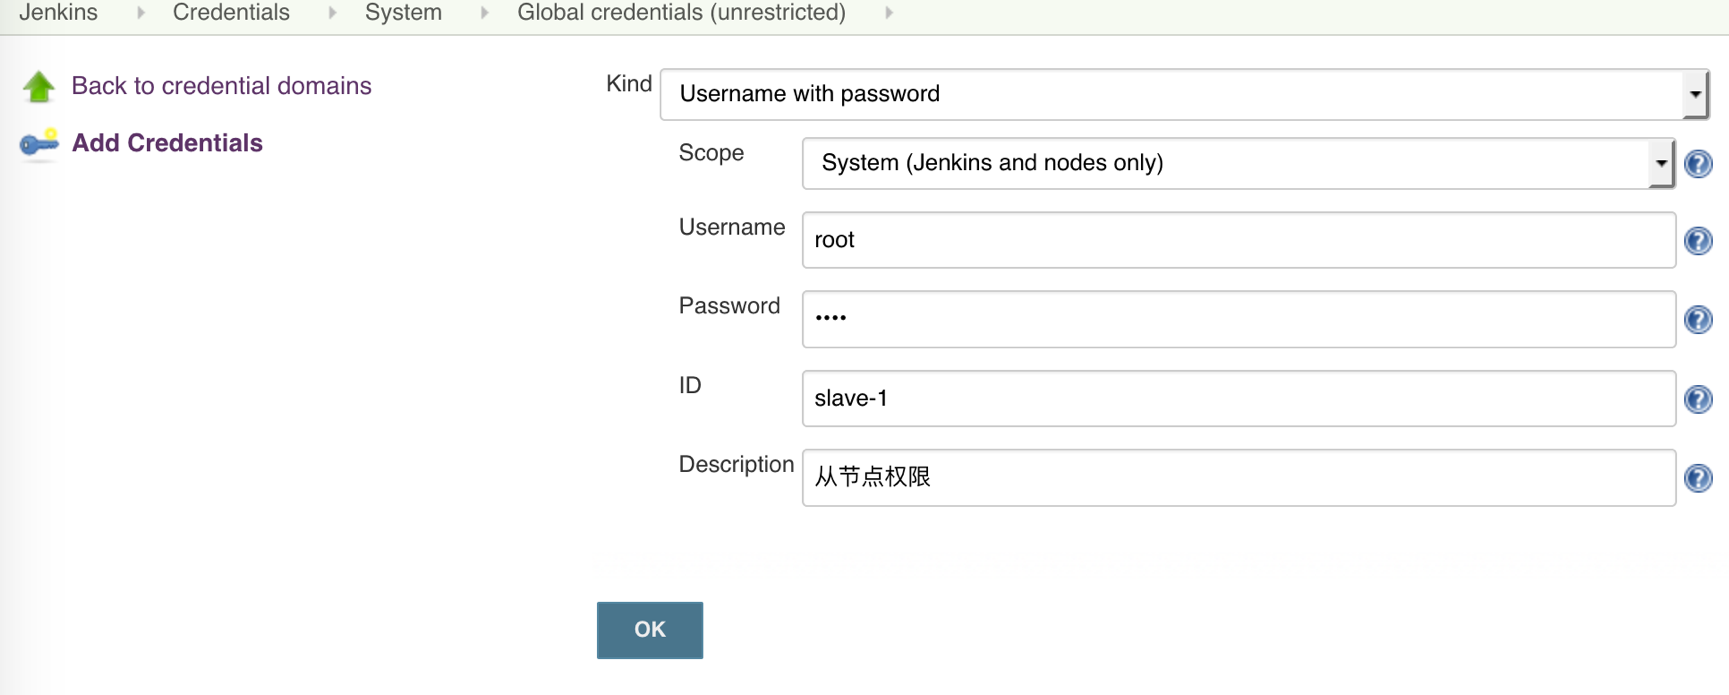 Jenkins Credentials System Global credentials (unrestricted)
Back to credential domains
Add Credentials
Kind Username with password
Scope System (Jenkins and nodes only)
Username root
Password ••••
ID slave-1
Description 从节点权限
OK